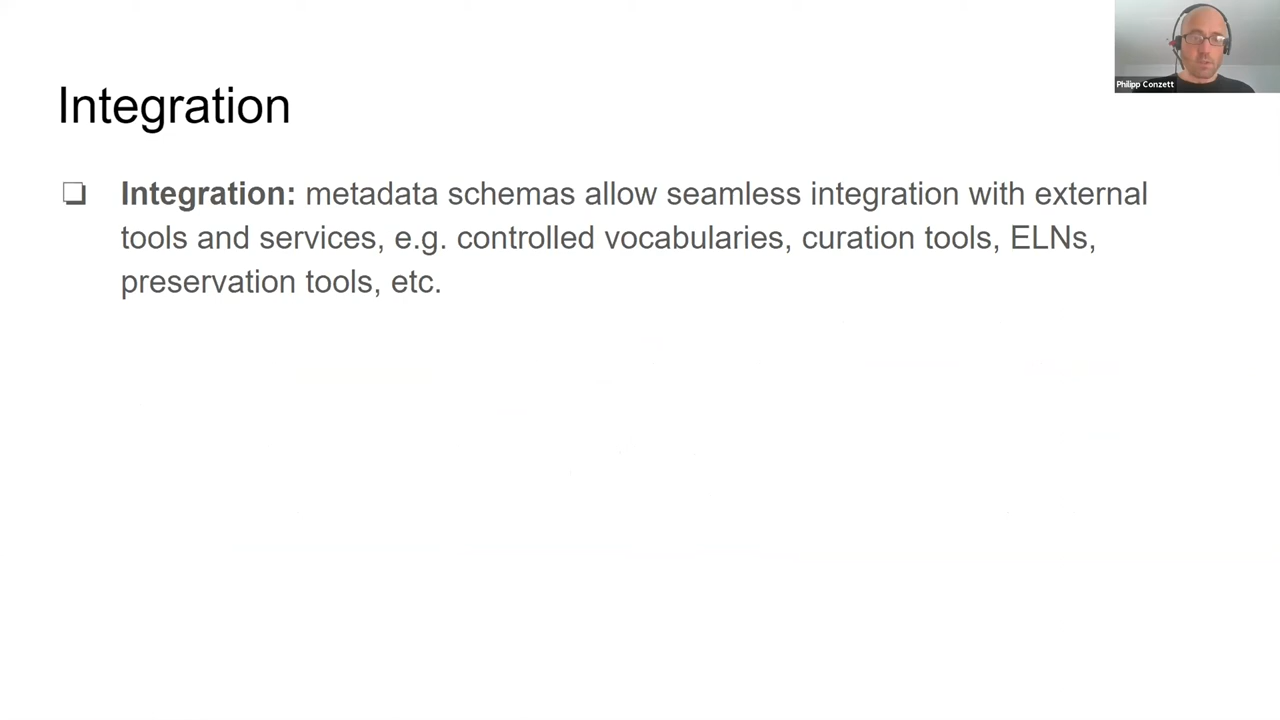 Integration
❏ Integration: metadata schemas allow seamless integration with external
tools and services, e.g. controlled vocabularies, curation tools, ELNs,
preservation tools, etc.
Philipp Conzett